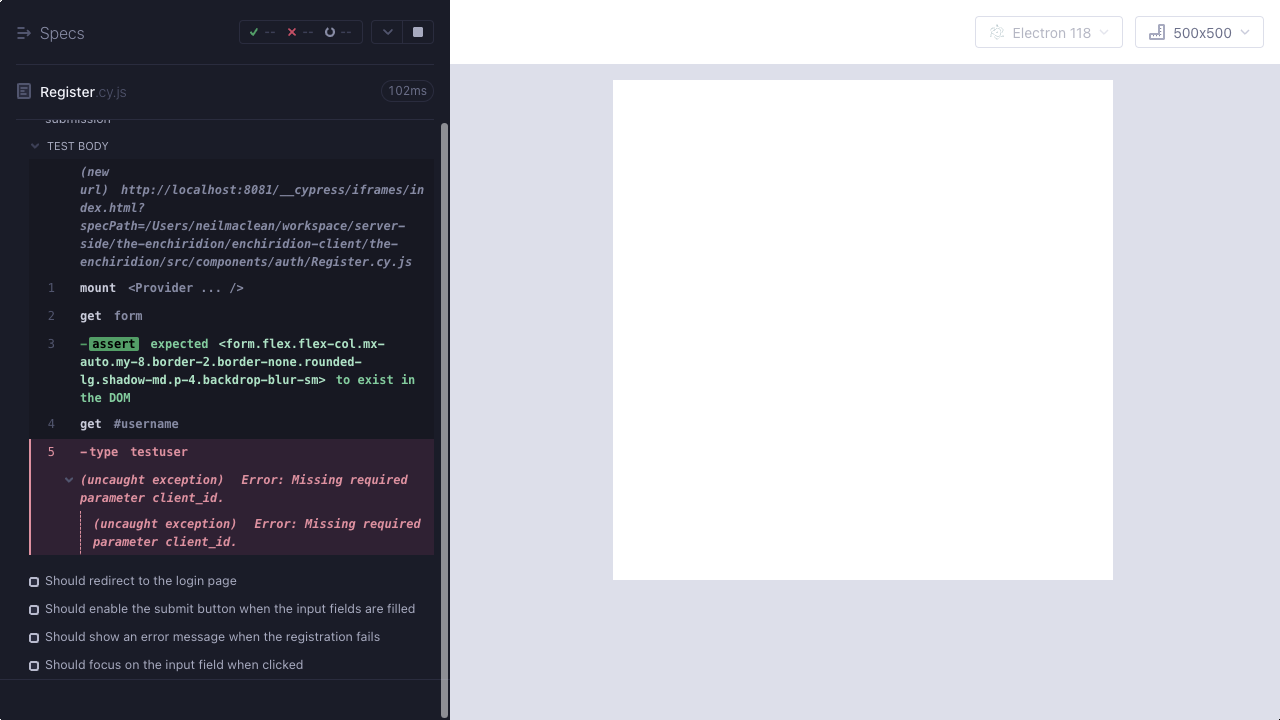 Specs
-- -- --
Electron 118
500x500
Register.cy.js
102ms
submission
TEST BODY
(new
url) http://localhost:8081/__cypress/iframes/in
dex.html?
specPath=/Users/neilmaclean/workspace/server-
side/the-enchiridion/enchiridion-client/the-
enchiridion/src/components/auth/Register.cy.js
1 mount <Provider ... />
2 get form
3 -assert expected <form.flex.flex-col.mx-
auto.my-8.border-2.border-none.rounded-
lg.shadow-md.p-4.backdrop-blur-sm> to exist in
the DOM
4 get #username
5 -type testuser
(uncaught exception) Error: Missing required
parameter client_id.
(uncaught exception) Error: Missing required
parameter client_id.
Should redirect to the login page
Should enable the submit button when the input fields are filled
Should show an error message when the registration fails
Should focus on the input field when clicked